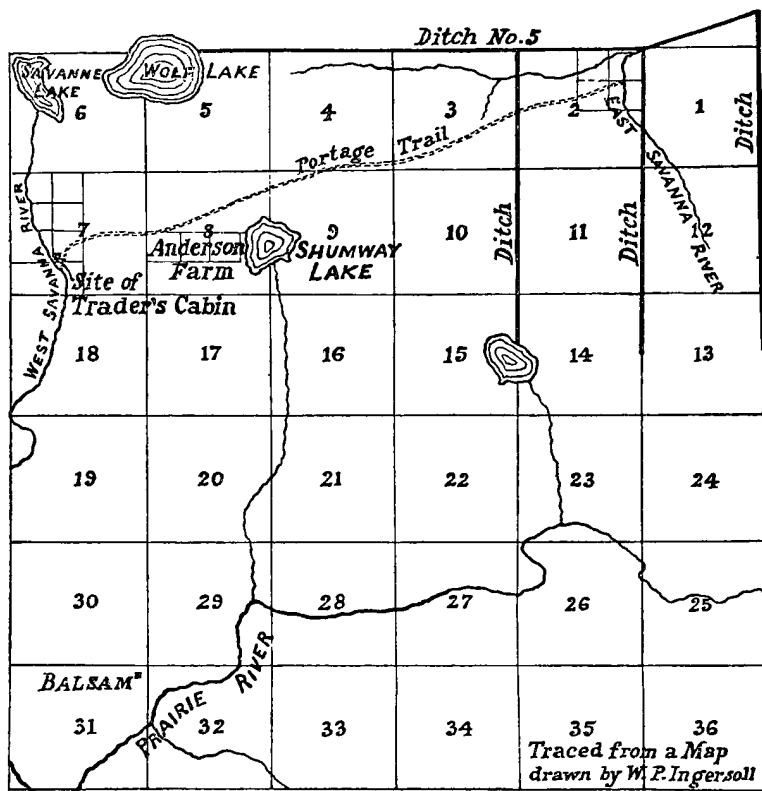 Ditch No. 5
SAVANNE
LAKE
WOLF LAKE
6
5
4
3
2
1
Portage Trail
EAST SAVANNA RIVER
Ditch
WEST SAVANNA RIVER
7
8
9
10
11
12
Anderson
Farm
SHUMWAY
LAKE
Ditch
Ditch
Site of
Trader's Cabin
18
17
16
15
14
13
19
20
21
22
23
24
30
29
28
27
26
25
BALSAM
PRAIRIE RIVER
31
32
33
34
35
36
Traced from a Map
drawn by W. P. Ingersoll